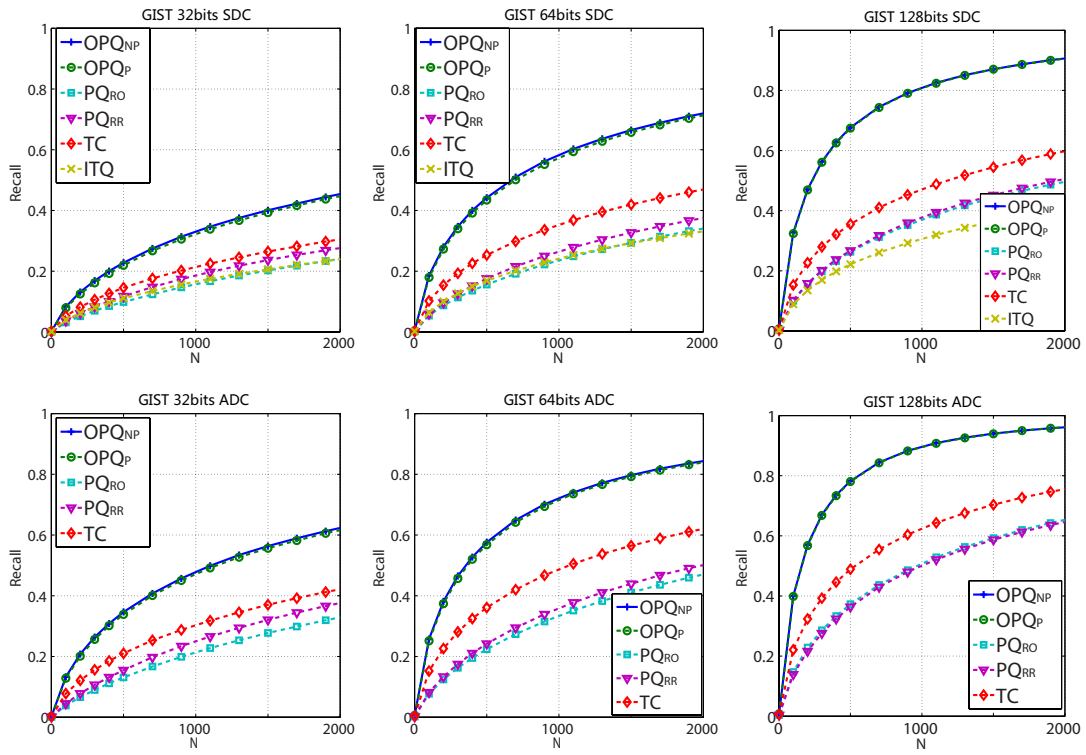 GIST 32bits SDC
1
0.8
0.6
0.4
0.2
0
Recall
OPQNP
OPQP
PQRO
PQRR
TC
ITQ
0
1000
2000
N
GIST 64bits SDC
1
0.8
0.6
0.4
0.2
0
Recall
OPQNP
OPQP
PQRO
PQRR
TC
ITQ
0
1000
2000
N
GIST 128bits SDC
1
0.8
0.6
0.4
0.2
0
Recall
OPQNP
OPQP
PQRO
PQRR
TC
ITQ
0
1000
2000
N
GIST 32bits ADC
1
0.8
0.6
0.4
0.2
0
Recall
OPQNP
OPQP
PQRO
PQRR
TC
0
1000
2000
N
GIST 64bits ADC
1
0.8
0.6
0.4
0.2
0
Recall
OPQNP
OPQP
PQRO
PQRR
TC
0
1000
2000
N
GIST 128bits ADC
1
0.8
0.6
0.4
0.2
0
Recall
OPQNP
OPQP
PQRO
PQRR
TC
0
1000
2000
N